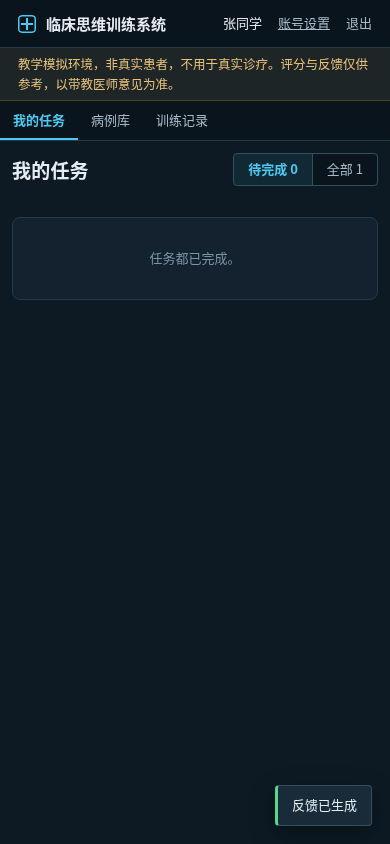 临床思维训练系统 张同学 账号设置 退出
教学模拟环境，非真实患者，不用于真实诊疗。评分与反馈仅供
参考，以带教医师意见为准。
我的任务 病例库 训练记录
我的任务 待完成 0 全部 1
任务都已完成。
反馈已生成